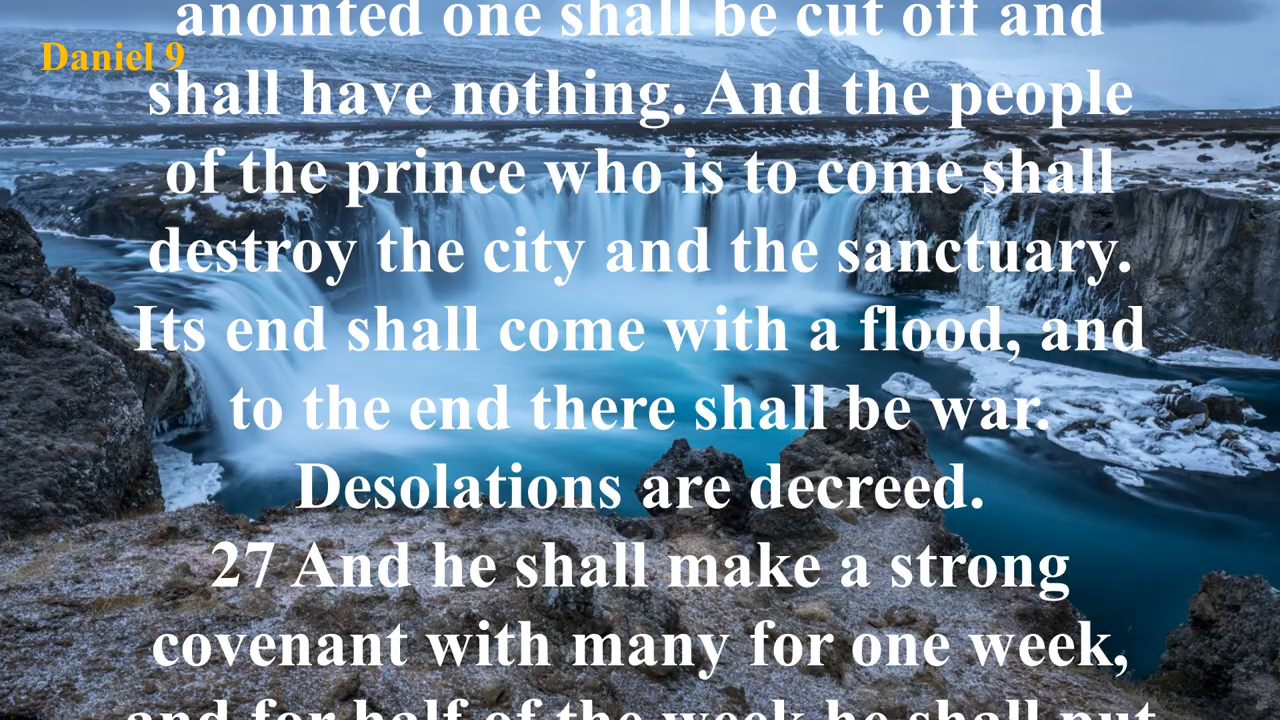 anointed one shall be cut off and
Daniel 9
shall have nothing. And the people
of the prince who is to come shall
destroy the city and the sanctuary.
Its end shall come with a flood, and
to the end there shall be war.
Desolations are decreed.
27 And he shall make a strong
covenant with many for one week,
and for half of the week he shall put